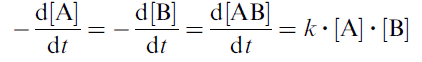 −d[A]/dt = −d[B]/dt = d[AB]/dt = k · [A] · [B]